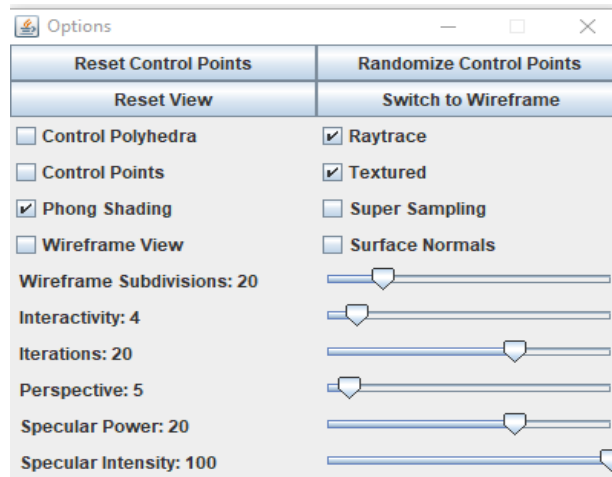 Options
Reset Control Points Randomize Control Points
Reset View Switch to Wireframe
Control Polyhedra Raytrace
Control Points Textured
Phong Shading Super Sampling
Wireframe View Surface Normals
Wireframe Subdivisions: 20
Interactivity: 4
Iterations: 20
Perspective: 5
Specular Power: 20
Specular Intensity: 100